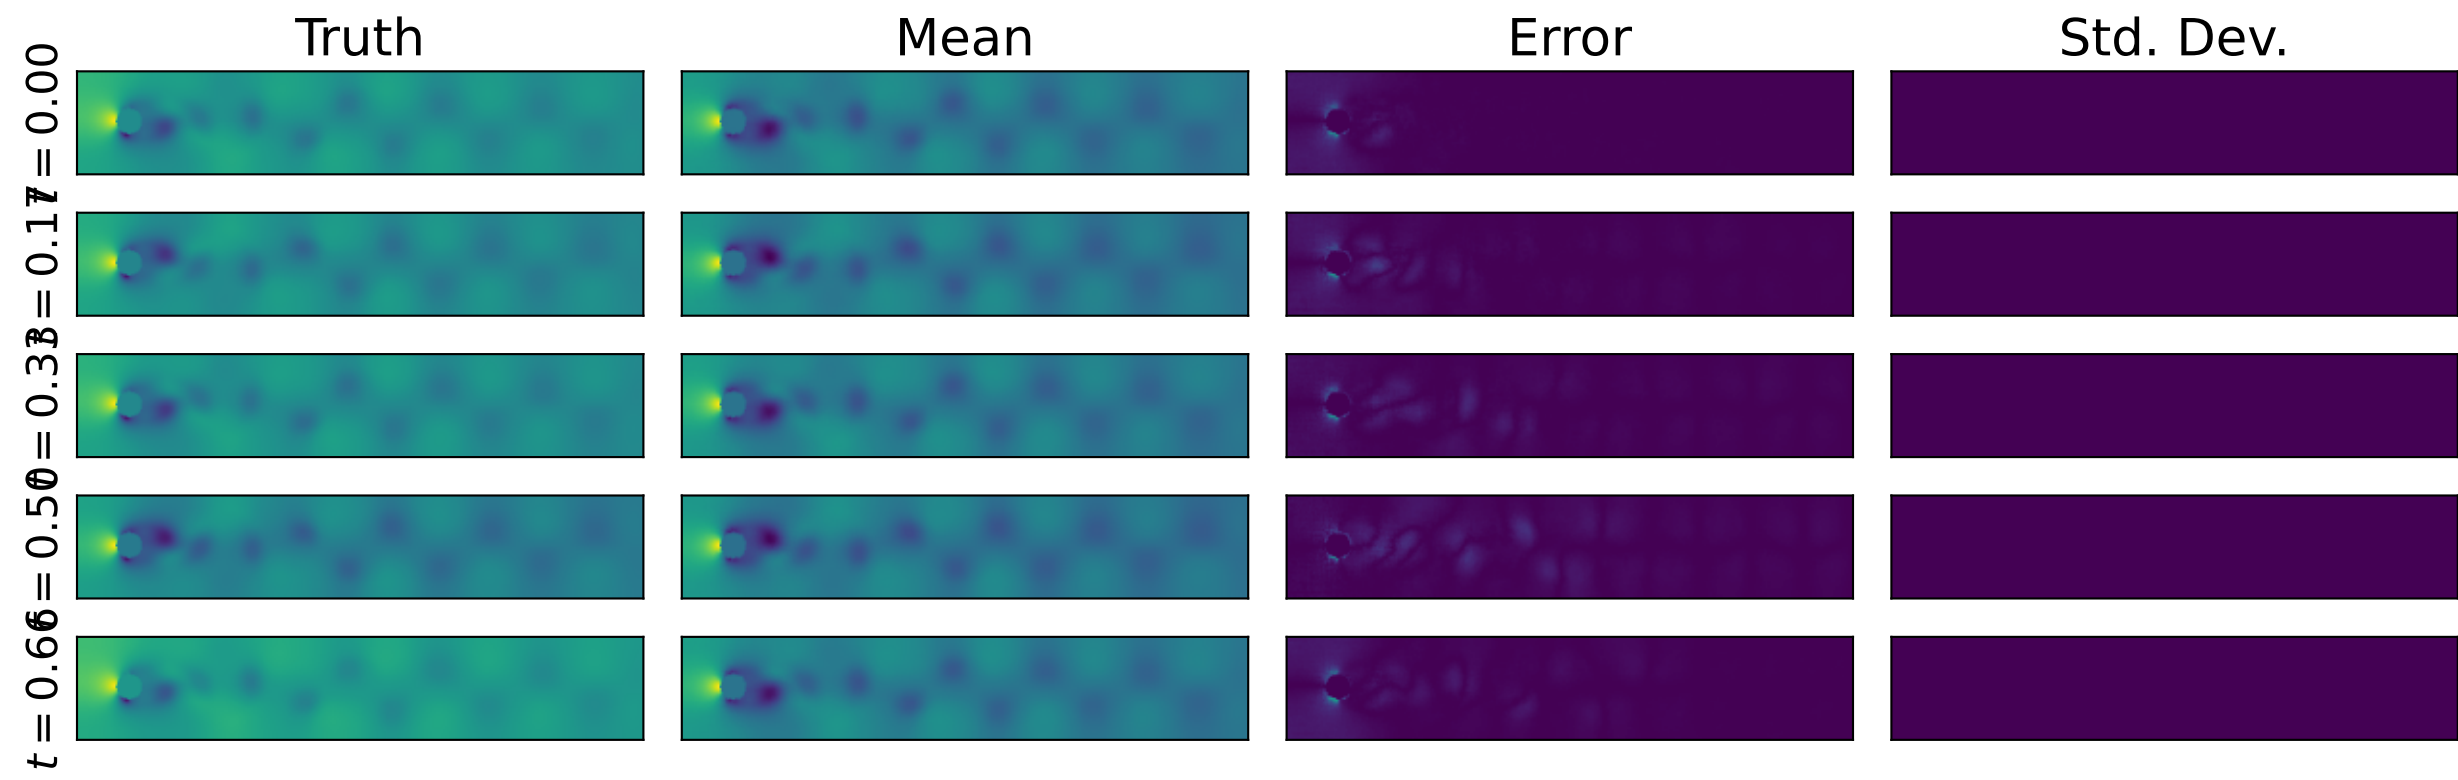 Truth Mean Error Std. Dev.
t = 0.00
t = 0.17
t = 0.33
t = 0.50
t = 0.66